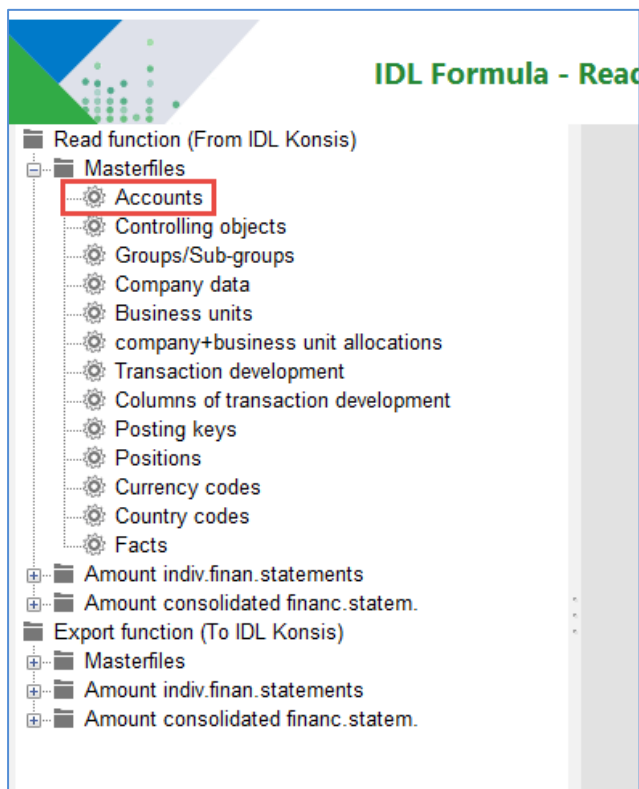 IDL Formula - Read
Read function (From IDL Konsis)
Masterfiles
Accounts
Controlling objects
Groups/Sub-groups
Company data
Business units
company+business unit allocations
Transaction development
Columns of transaction development
Posting keys
Positions
Currency codes
Country codes
Facts
Amount indiv.finan.statements
Amount consolidated financ.statem.
Export function (To IDL Konsis)
Masterfiles
Amount indiv.finan.statements
Amount consolidated financ.statem.